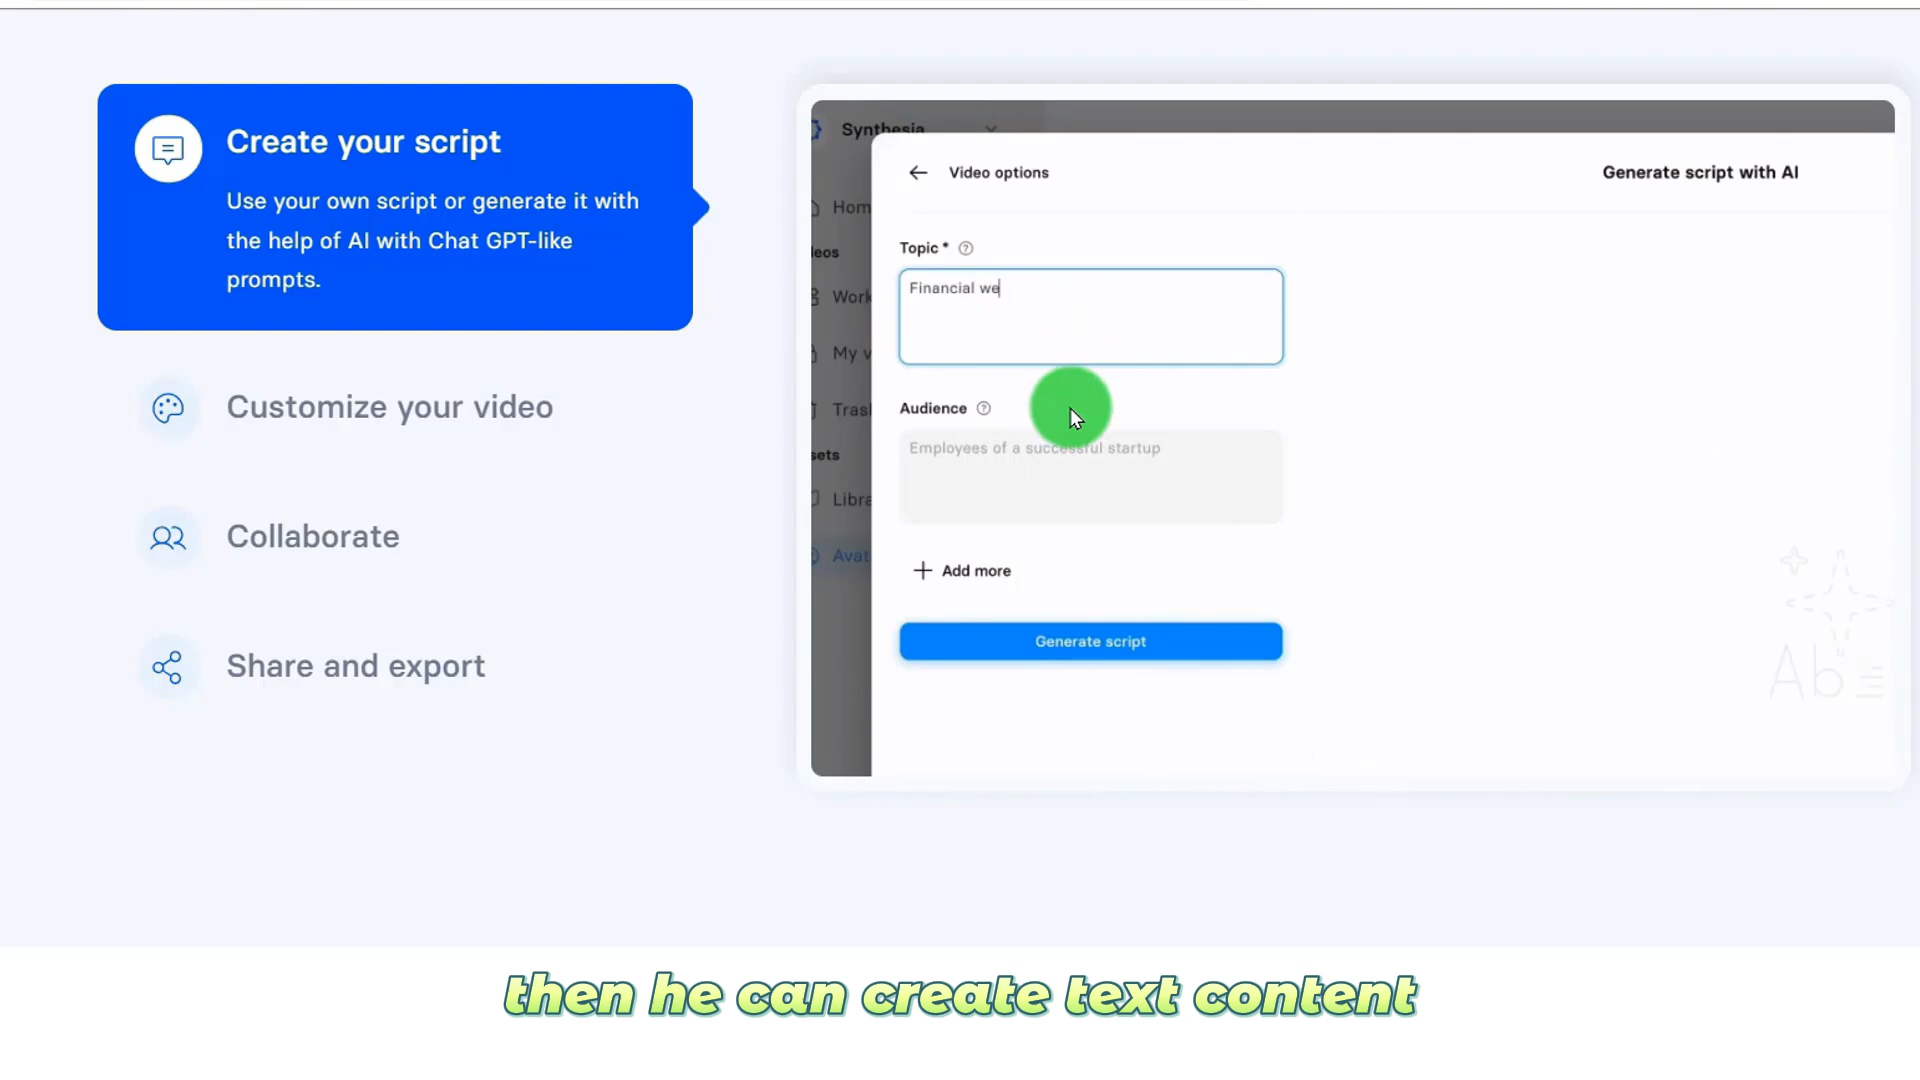 Create your script
Use your own script or generate it with
the help of AI with Chat GPT-like
prompts.
Customize your video
Collaborate
Share and export
Synthesia
Video options
Generate script with AI
Topic *
Financial we
Audience
Employees of a successful startup
Add more
Generate script
Ab
then he can create text content